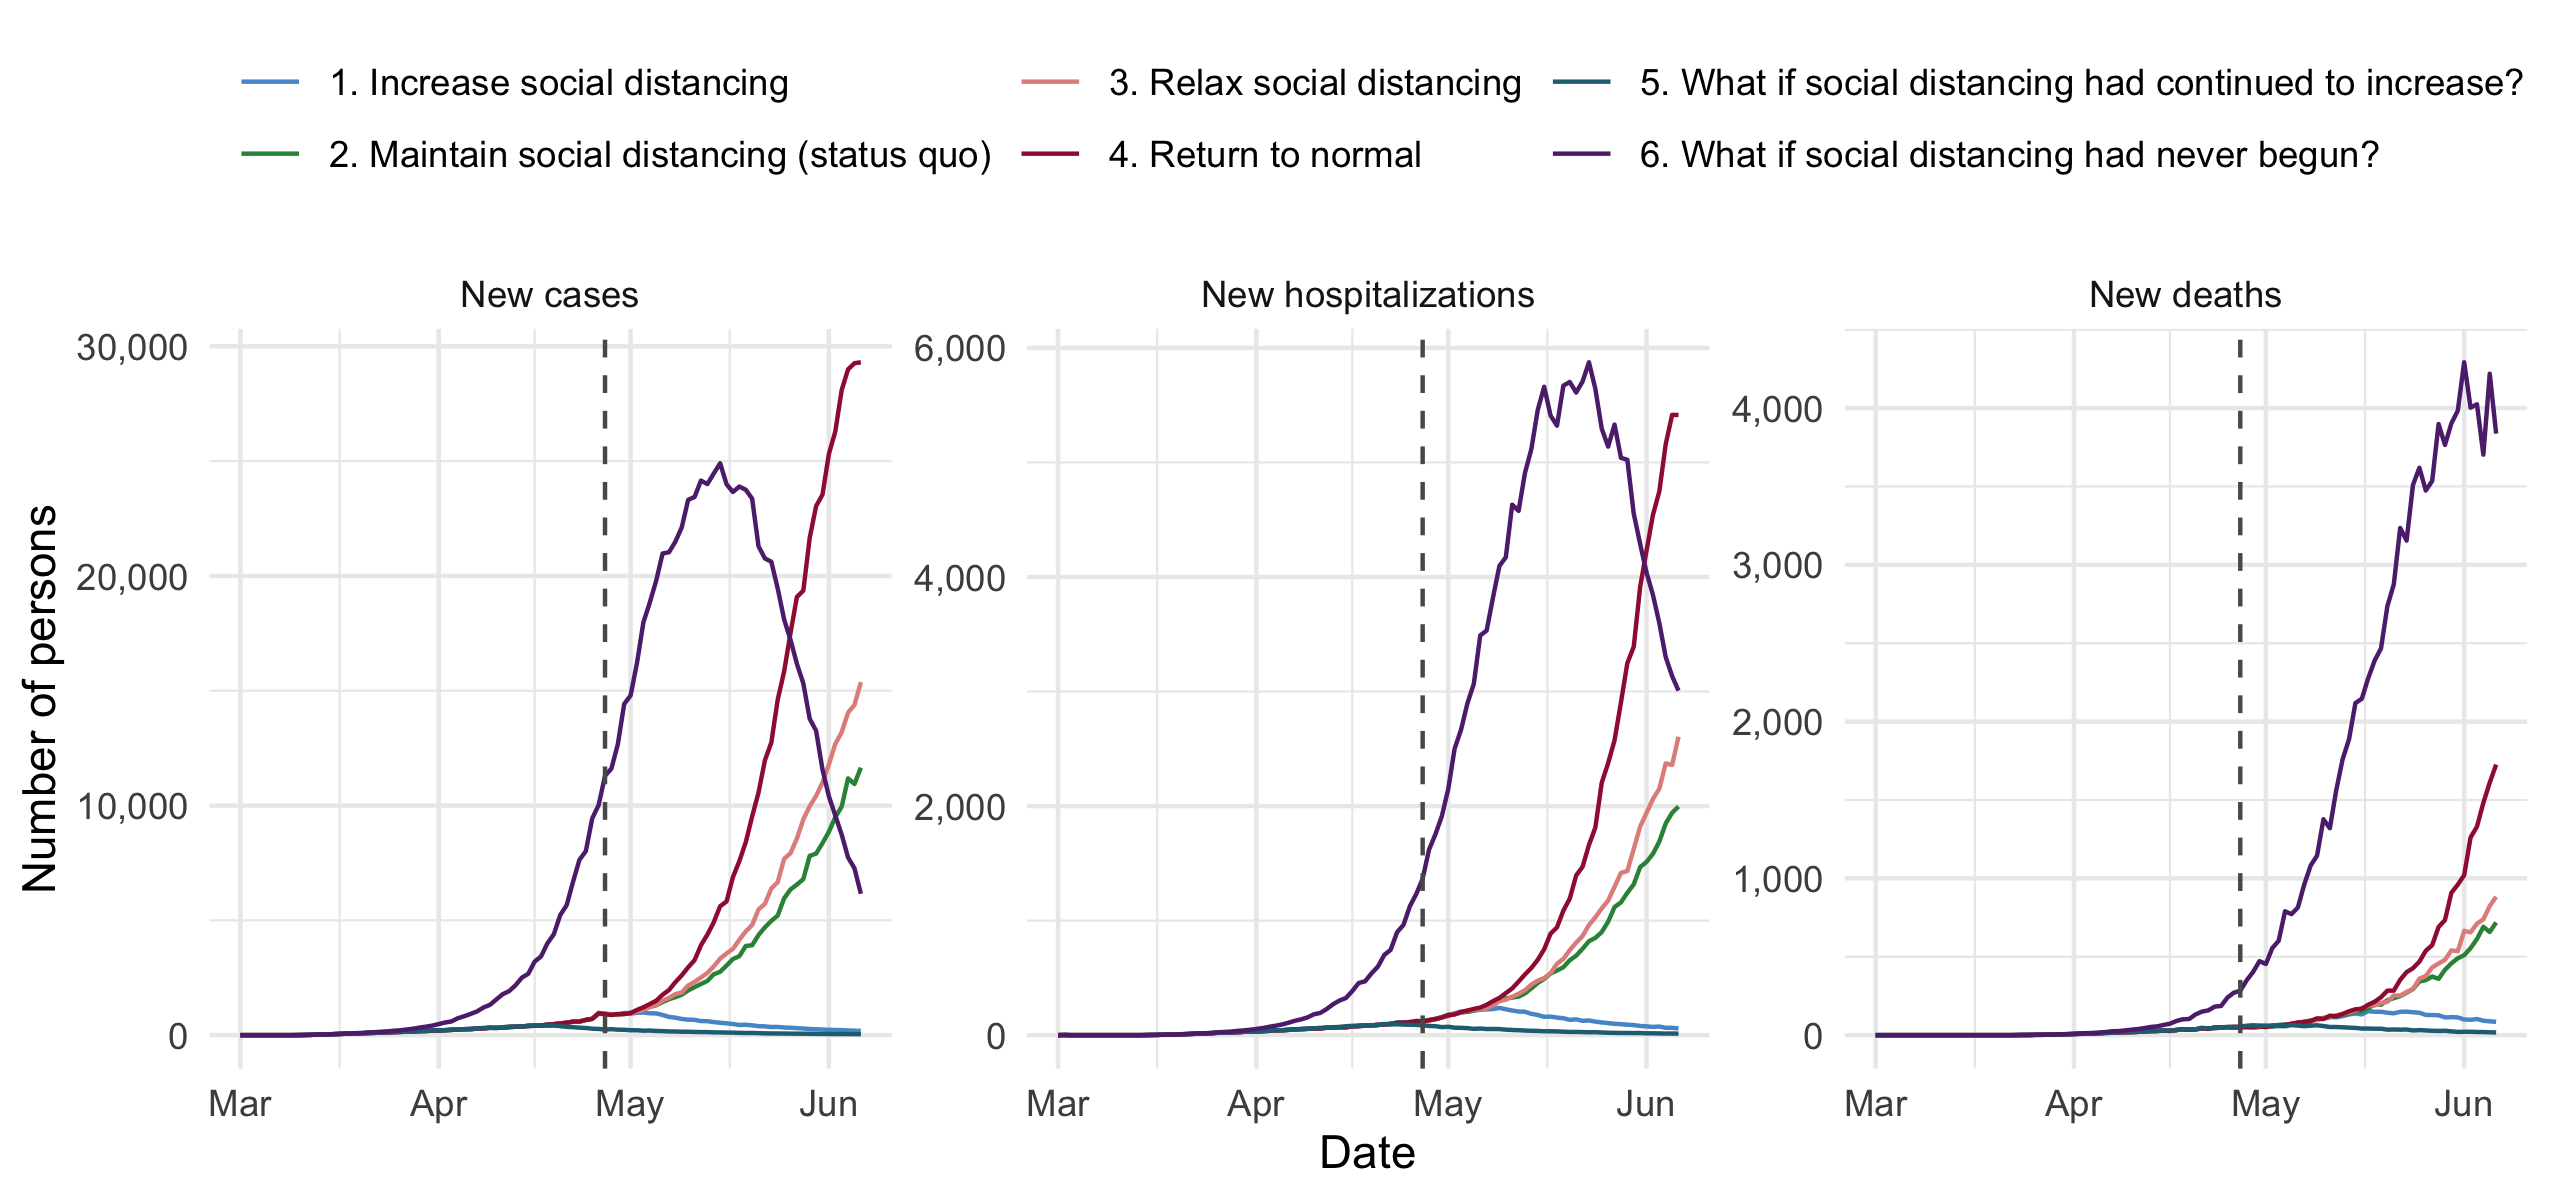 1. Increase social distancing
3. Relax social distancing
5. What if social distancing had continued to increase?
2. Maintain social distancing (status quo)
4. Return to normal
6. What if social distancing had never begun?
New cases
New hospitalizations
New deaths
Number of persons
30,000
20,000
10,000
0
6,000
4,000
2,000
0
4,000
3,000
2,000
1,000
0
Mar Apr May Jun
Mar Apr May Jun
Mar Apr May Jun
Date